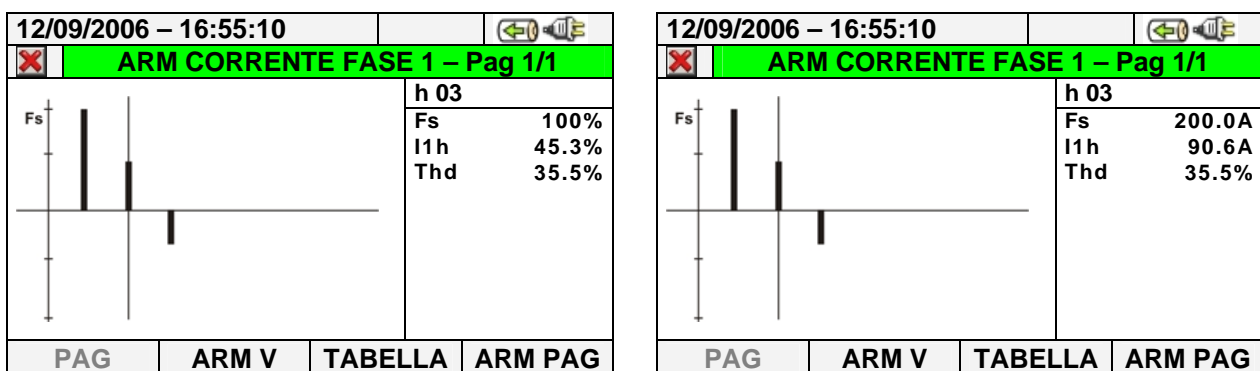 12/09/2006 – 16:55:10
ARM CORRENTE FASE 1 – Pag 1/1
h 03
Fs
Fs 100%
I1h 45.3%
Thd 35.5%
PAG ARM V TABELLA ARM PAG
12/09/2006 – 16:55:10
ARM CORRENTE FASE 1 – Pag 1/1
h 03
Fs
Fs 200.0A
I1h 90.6A
Thd 35.5%
PAG ARM V TABELLA ARM PAG